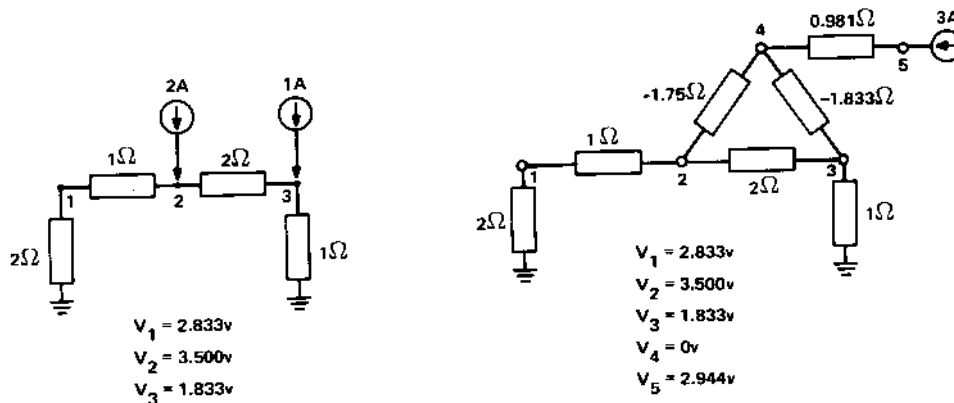 2A
1A
1Ω
2Ω
1
2
3
2Ω
1Ω
V1 = 2.833v
V2 = 3.500v
V3 = 1.833v
4
0.981Ω
3A
5
-1.75Ω
-1.833Ω
1Ω
1
2
2Ω
3
2Ω
1Ω
V1 = 2.833v
V2 = 3.500v
V3 = 1.833v
V4 = 0v
V5 = 2.944v